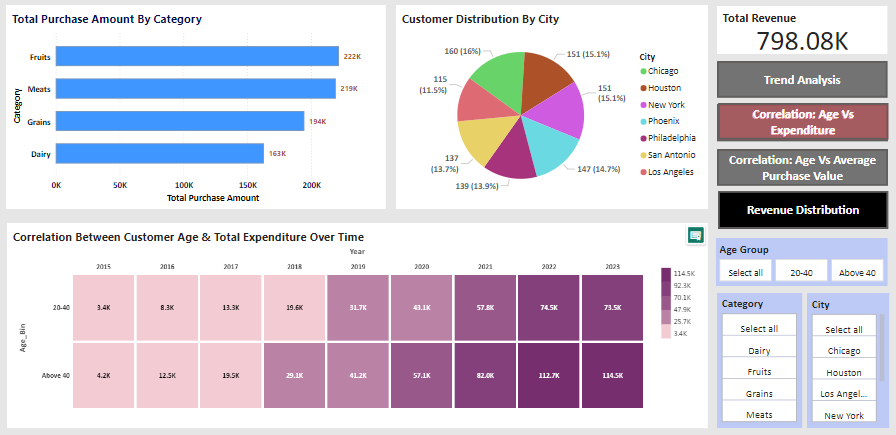 Total Purchase Amount By Category
Category
Fruits
222K
Meats
219K
Grains
194K
Dairy
163K
0K 50K 100K 150K 200K
Total Purchase Amount
Customer Distribution By City
160 (16%)
151 (15.1%)
115
(11.5%)
151
(15.1%)
137
(13.7%)
139 (13.9%)
147 (14.7%)
City
Chicago
Houston
New York
Phoenix
Philadelphia
San Antonio
Los Angeles
Total Revenue
798.08K
Trend Analysis
Correlation: Age Vs
Expenditure
Correlation: Age Vs Average
Purchase Value
Revenue Distribution
Correlation Between Customer Age & Total Expenditure Over Time
Year
2015 2016 2017 2018 2019 2020 2021 2022 2023
Age_Bin
20-40 3.4K 8.3K 13.3K 19.6K 31.7K 43.1K 57.8K 74.5K 73.5K
Above 40 4.2K 12.5K 19.5K 29.1K 41.2K 57.1K 82.0K 112.7K 114.5K
114.5K
92.3K
70.1K
47.9K
25.7K
3.4K
Age Group
Select all 20-40 Above 40
Category
Select all
Dairy
Fruits
Grains
Meats
City
Select all
Chicago
Houston
Los Angel...
New York